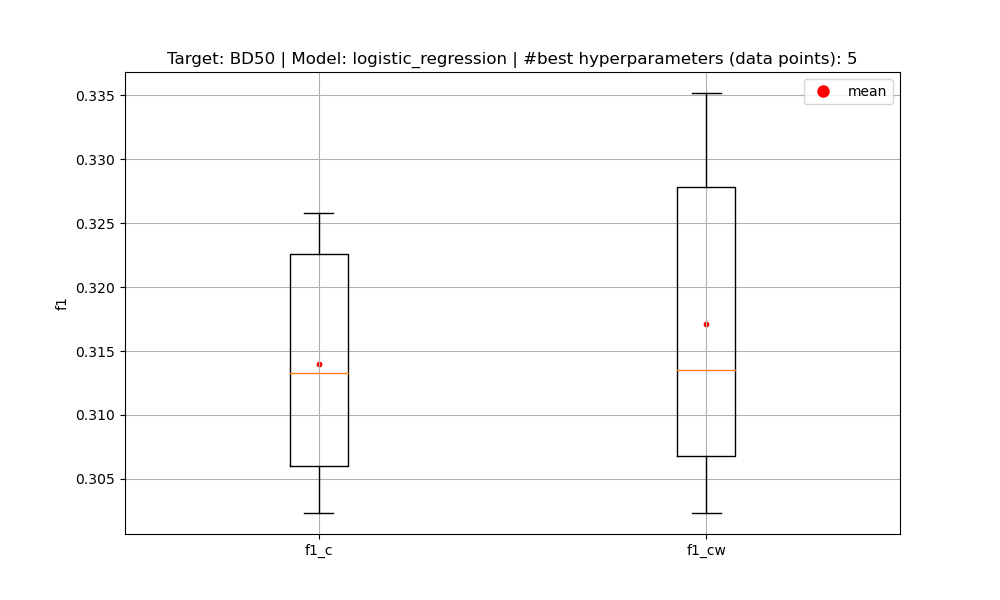 Target: BD50 | Model: logistic_regression | #best hyperparameters (data points): 5
mean
0.335
0.330
0.325
0.320
0.315
0.310
0.305
f1
f1_c
f1_cw